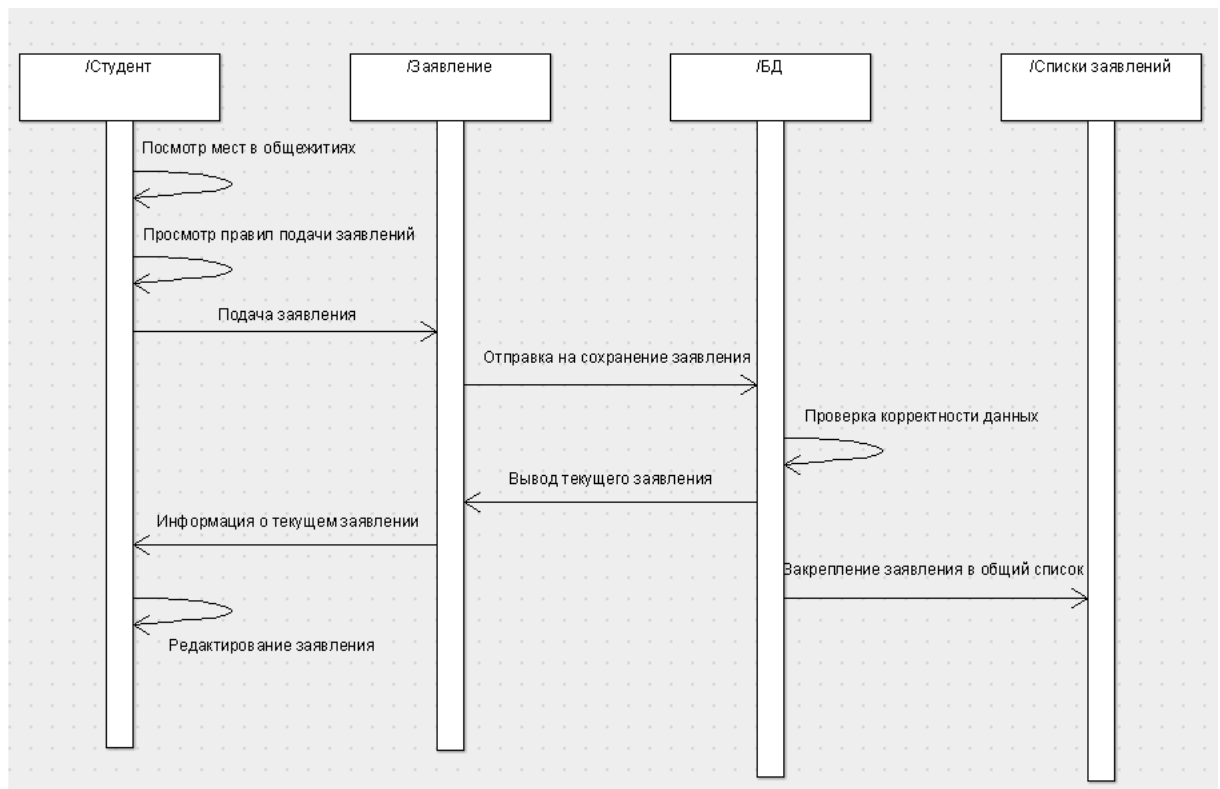 /Студент
/Заявление
/БД
/Списки заявлений
Посмотр мест в общежитиях
Просмотр правил подачи заявлений
Подача заявления
Отправка на сохранение заявления
Проверка корректности данных
Вывод текущего заявления
Информация о текущем заявлении
Закрепление заявления в общий список
Редактирование заявления